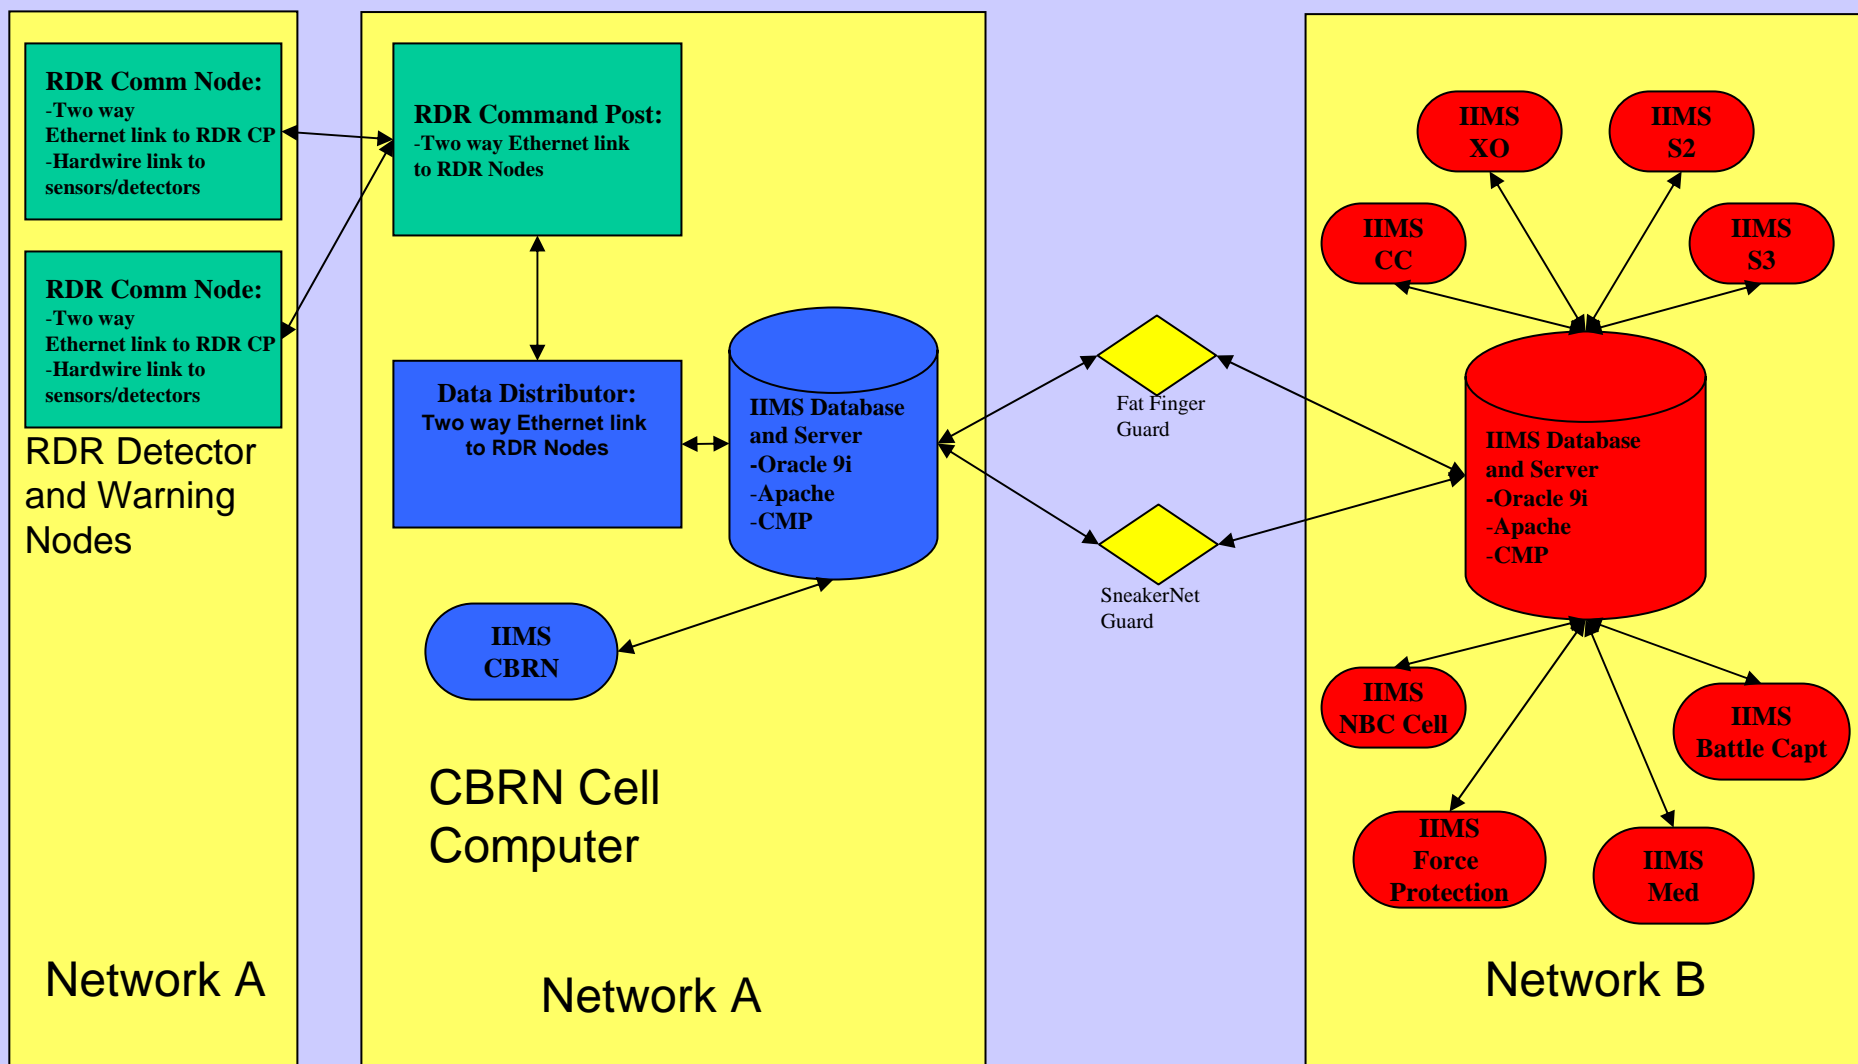 RDR Comm Node:
-Two way
Ethernet link to RDR CP
-Hardwire link to
sensors/detectors
RDR Comm Node:
-Two way
Ethernet link to RDR CP
-Hardwire link to
sensors/detectors
RDR Detector
and Warning
Nodes
Network A
RDR Command Post:
-Two way Ethernet link
to RDR Nodes
Data Distributor:
Two way Ethernet link
to RDR Nodes
IIMS Database
and Server
-Oracle 9i
-Apache
-CMP
IIMS
CBRN
CBRN Cell
Computer
Network A
Fat Finger
Guard
SneakerNet
Guard
IIMS
XO
IIMS
S2
IIMS
CC
IIMS
S3
IIMS Database
and Server
-Oracle 9i
-Apache
-CMP
IIMS
NBC Cell
IIMS
Battle Capt
IIMS
Force
Protection
IIMS
Med
Network B